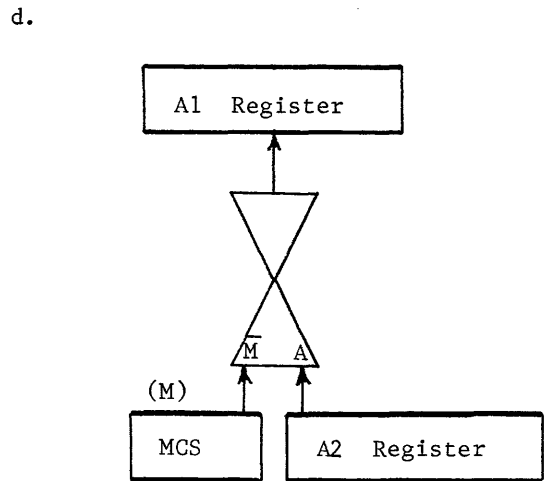 d.
A1 Register
M̅ A
(M)
MCS A2 Register